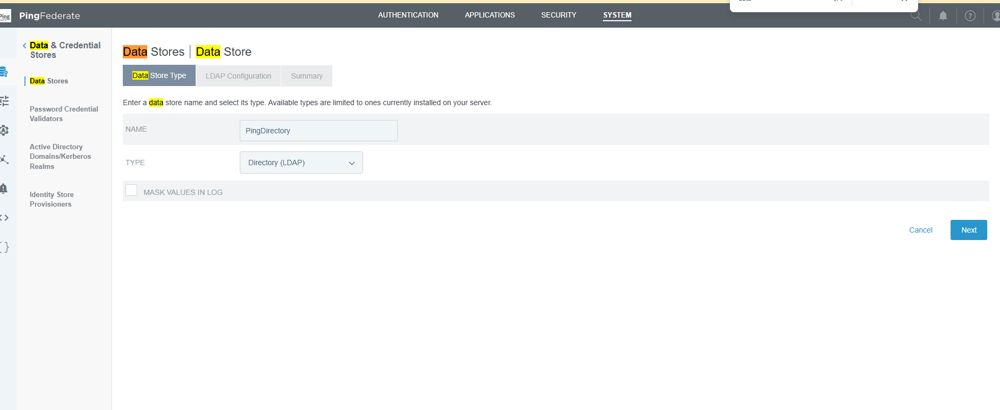 Ping
PingFederate
AUTHENTICATION
APPLICATIONS
SECURITY
SYSTEM
Data & Credential
Stores
Data Stores
Password Credential
Validators
Active Directory
Domains/Kerberos
Realms
Identity Store
Provisioners
Data Stores | Data Store
Data Store Type
LDAP Configuration
Summary
Enter a data store name and select its type. Available types are limited to ones currently installed on your server.
NAME
PingDirectory
TYPE
Directory (LDAP)
MASK VALUES IN LOG
Cancel
Next